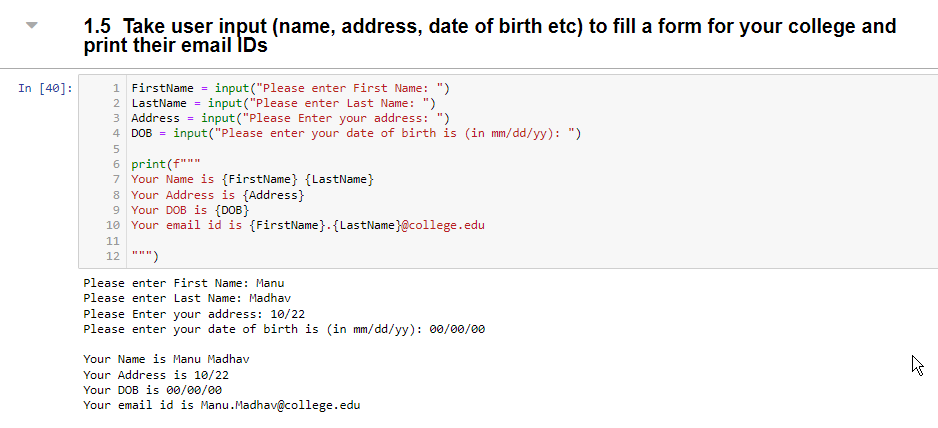 1.5 Take user input (name, address, date of birth etc) to fill a form for your college and
print their email IDs
In [40]:
1 FirstName = input("Please enter First Name: ")
2 LastName = input("Please enter Last Name: ")
3 Address = input("Please Enter your address: ")
4 DOB = input("Please enter your date of birth is (in mm/dd/yy): ")
5
6 print(f"""
7 Your Name is {FirstName} {LastName}
8 Your Address is {Address}
9 Your DOB is {DOB}
10 Your email id is {FirstName}.{LastName}@college.edu
11
12 """)
Please enter First Name: Manu
Please enter Last Name: Madhav
Please Enter your address: 10/22
Please enter your date of birth is (in mm/dd/yy): 00/00/00
Your Name is Manu Madhav
Your Address is 10/22
Your DOB is 00/00/00
Your email id is Manu.Madhav@college.edu